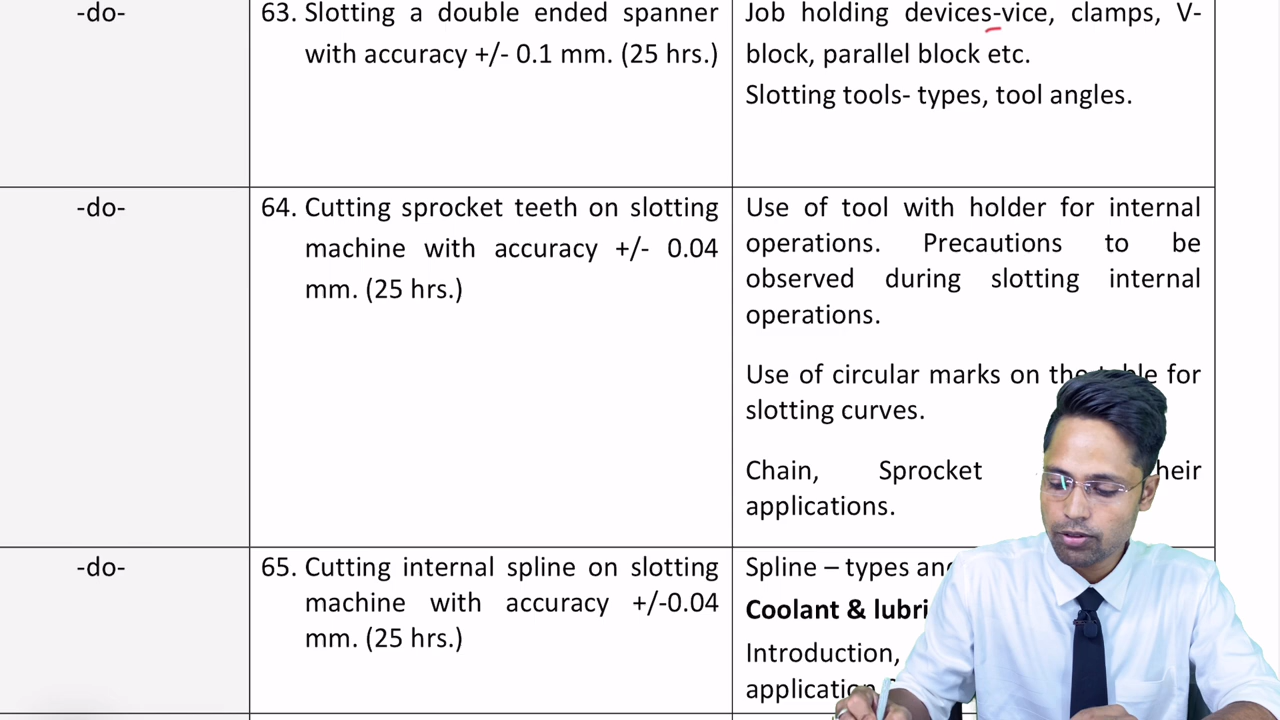 -do-
63. Slotting a double ended spanner
with accuracy +/- 0.1 mm. (25 hrs.)
Job holding devices-vice, clamps, V-
block, parallel block etc.
Slotting tools- types, tool angles.
-do-
64. Cutting sprocket teeth on slotting
machine with accuracy +/- 0.04
mm. (25 hrs.)
Use of tool with holder for internal
operations. Precautions to be
observed during slotting internal
operations.
Use of circular marks on the for
slotting curves.
Chain, Sprocket
applications.
-do-
65. Cutting internal spline on slotting
machine with accuracy +/-0.04
mm. (25 hrs.)
Spline – types
Coolant &
Introduction,